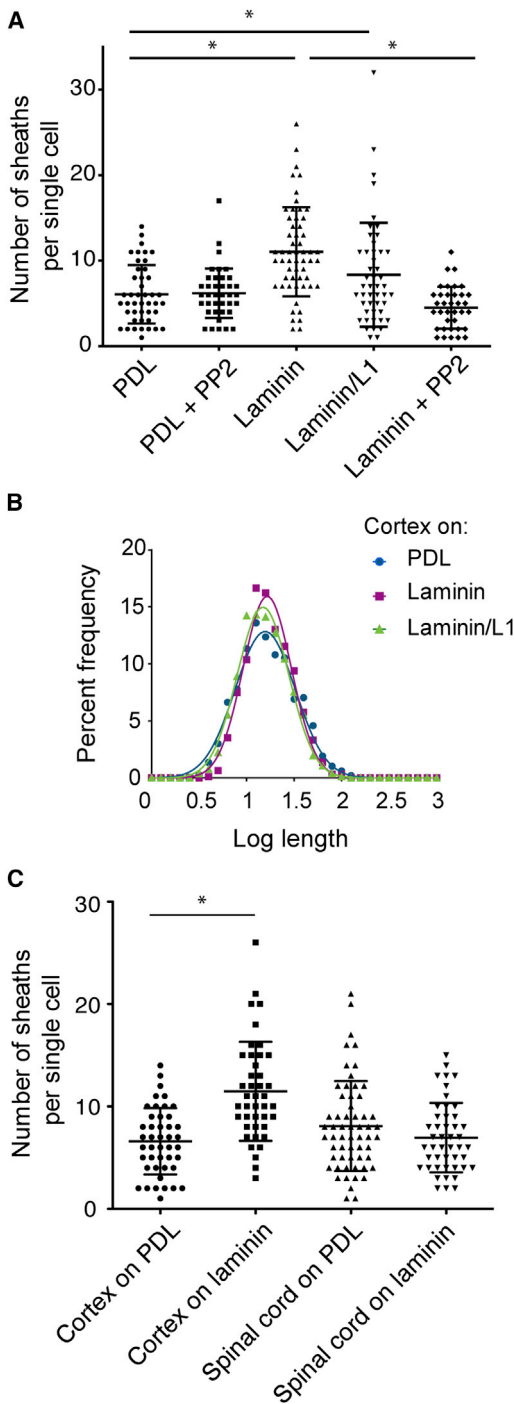 A
*
*
*
Number of sheaths
per single cell
30
20
10
0
PDL
PDL + PP2
Laminin
Laminin/L1
Laminin + PP2
B
Cortex on:
PDL
Laminin
Laminin/L1
Percent frequency
20
15
10
5
0
0
0.5
1
1.5
2
2.5
3
Log length
C
*
Number of sheaths
per single cell
30
20
10
0
Cortex on PDL
Cortex on laminin
Spinal cord on PDL
Spinal cord on laminin